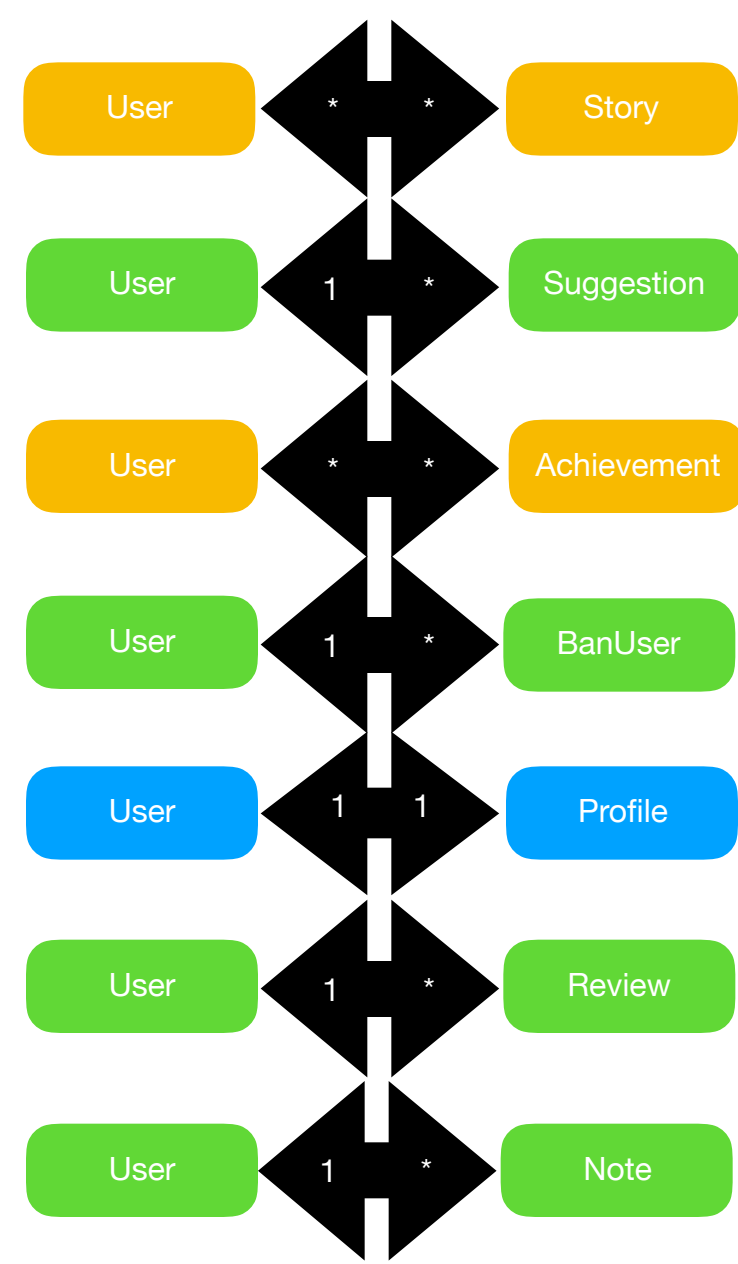 User * * Story
User 1 * Suggestion
User * * Achievement
User 1 * BanUser
User 1 1 Profile
User 1 * Review
User 1 * Note